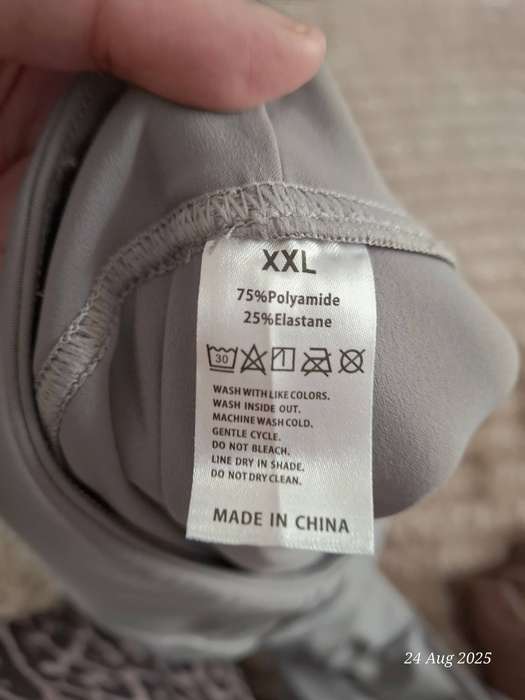 XXL
75%Polyamide
25%Elastane
30
WASH WITH LIKE COLORS.
WASH INSIDE OUT.
MACHINE WASH COLD.
GENTLE CYCLE.
DO NOT BLEACH.
LINE DRY IN SHADE.
DO NOT DRY CLEAN.
MADE IN CHINA
24 Aug 2025